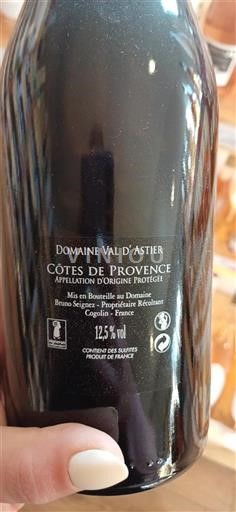 DOMAINE VAL D'ASTIER
CÔTES DE PROVENCE
APPELLATION D'ORIGINE PROTÉGÉE
Mis en Bouteille au Domaine
Bruno Seignez - Propriétaire Récoltant
Cogolin - France
12,5% vol
CONTIENT DES SULFITES
PRODUIT DE FRANCE